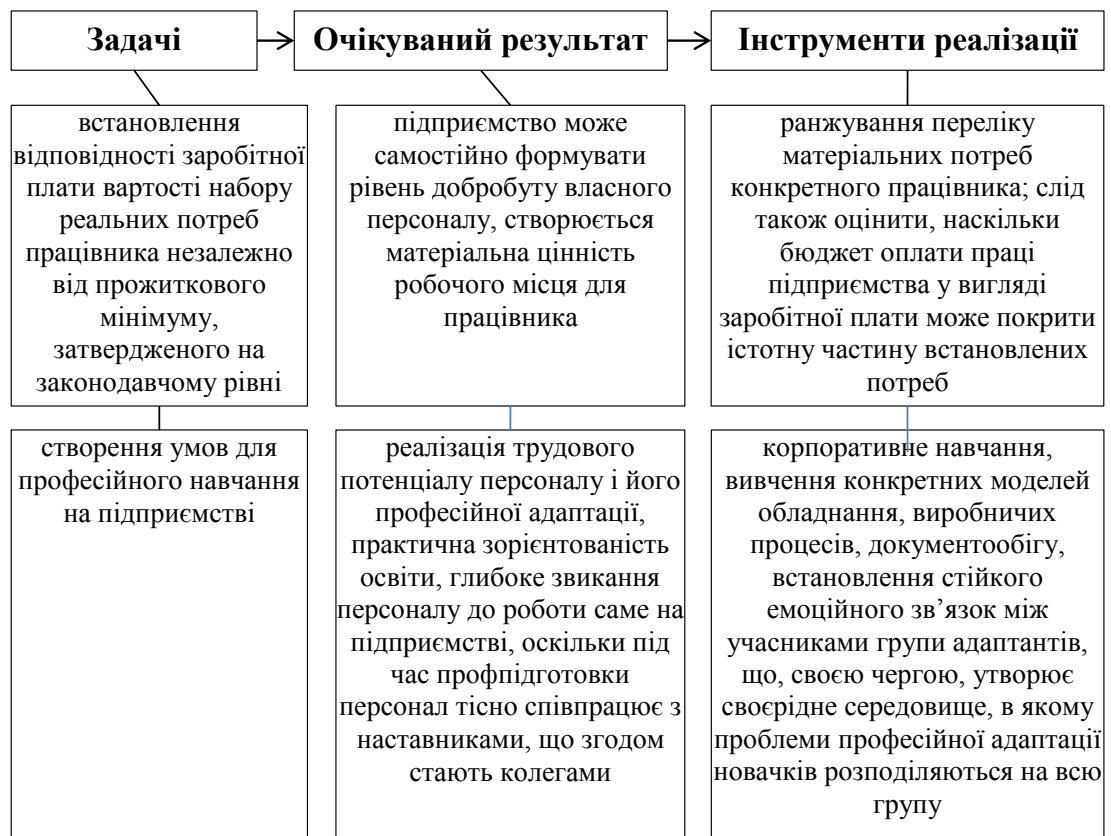 Задачі
Очікуваний результат
Інструменти реалізації
встановлення
відповідності заробітної
плати вартості набору
реальних потреб
працівника незалежно
від прожиткового
мінімуму,
затвердженого на
законодавчому рівні
підприємство може
самостійно формувати
рівень добробуту власного
персоналу, створюється
матеріальна цінність
робочого місця для
працівника
ранжування переліку
матеріальних потреб
конкретного працівника; слід
також оцінити, наскільки
бюджет оплати праці
підприємства у вигляді
заробітної плати може покрити
істотну частину встановлених
потреб
створення умов для
професійного навчання
на підприємстві
реалізація трудового
потенціалу персоналу і його
професійної адаптації,
практична зорієнтованість
освіти, глибоке звикання
персоналу до роботи саме на
підприємстві, оскільки під
час профпідготовки
персонал тісно співпрацює з
наставниками, що згодом
стають колегами
корпоративне навчання,
вивчення конкретних моделей
обладнання, виробничих
процесів, документообігу,
встановлення стійкого
емоційного зв’язок між
учасниками групи адаптантів,
що, своєю чергою, утворює
своєрідне середовище, в якому
проблеми професійної адаптації
новачків розподіляються на всю
групу